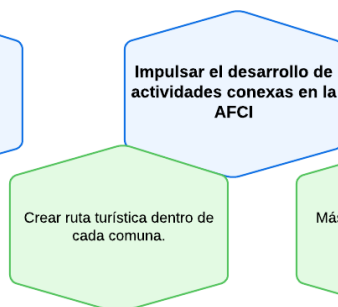 Impulsar el desarrollo de
actividades conexas en la
AFCI
Crear ruta turística dentro de
cada comuna.